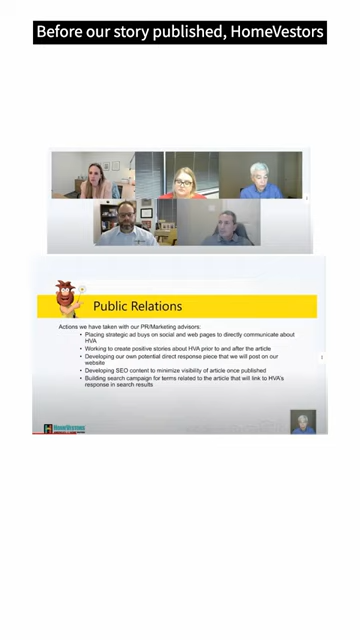 Before our story published, HomeVestors
Public Relations
Actions we have taken with our PR/Marketing advisors:
• Placing strategic ad buys on social and web pages to directly communicate about
HVA
• Working to create positive stories about HVA prior to and after the article
• Developing our own potential direct response piece that we will post on our
website
• Developing SEO content to minimize visibility of article once published
• Building search campaign for terms related to the article that will link to HVA's
response in search results
HOMEVESTORS